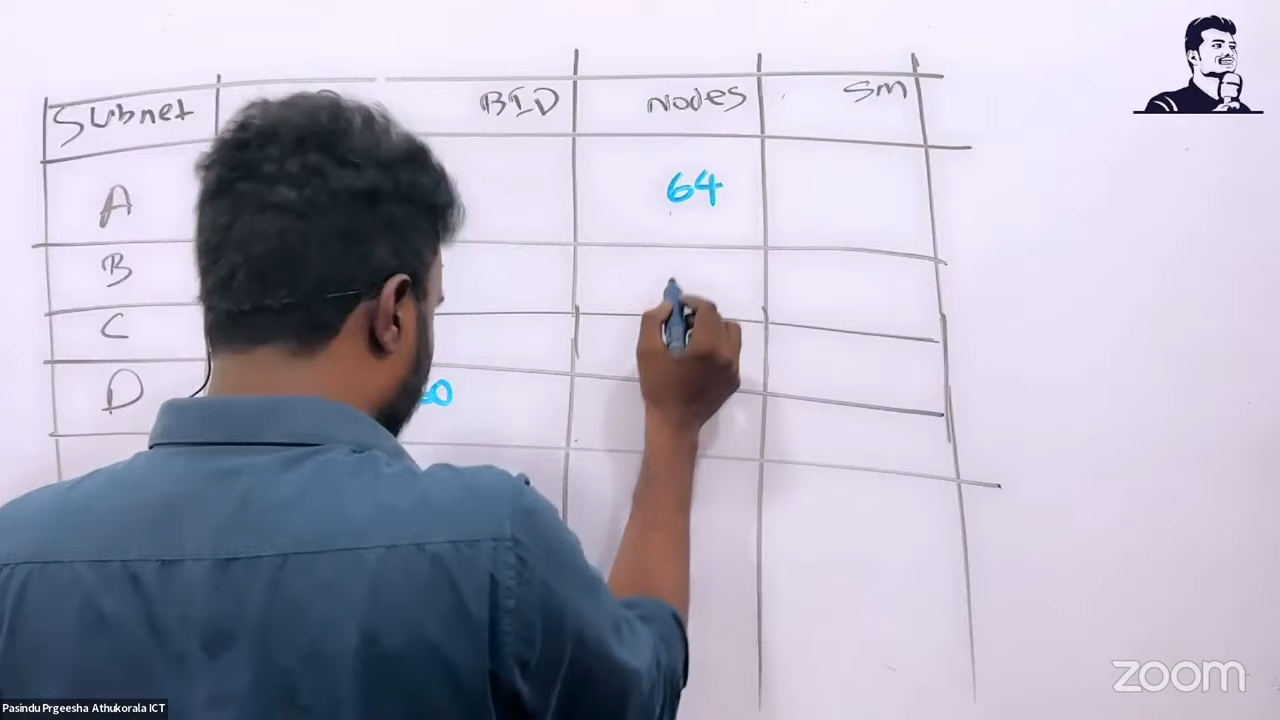 Subnet BID Nodes SM
A 64
B
C
D
zoom
Pasindu Prgeesha Athukorala ICT